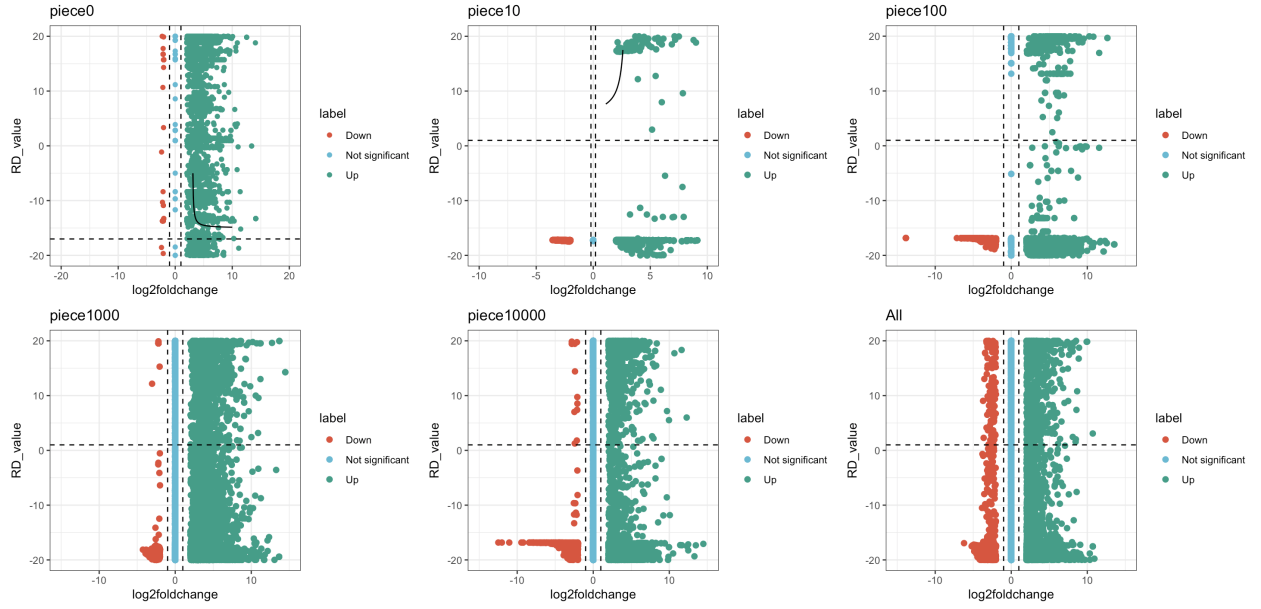 piece0
RD_value
20
10
0
-10
-20
-20
-10
0
10
20
log2foldchange
label
Down
Not significant
Up
piece10
RD_value
20
10
0
-10
-20
-10
-5
0
5
10
log2foldchange
label
Down
Not significant
Up
piece100
RD_value
20
10
0
-10
-20
-10
0
10
log2foldchange
label
Down
Not significant
Up
piece1000
RD_value
20
10
0
-10
-20
-10
0
10
log2foldchange
label
Down
Not significant
Up
piece10000
RD_value
20
10
0
-10
-20
-10
0
10
log2foldchange
label
Down
Not significant
Up
All
RD_value
20
10
0
-10
-20
-10
0
10
log2foldchange
label
Down
Not significant
Up